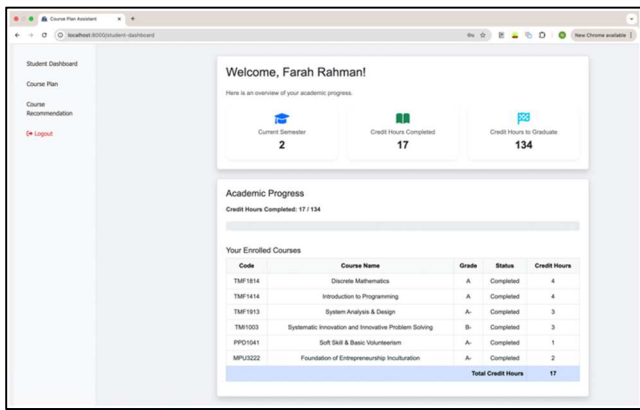 Course Plan Assistant
localhost:8000/student-dashboard
New Chrome available
Student Dashboard
Course Plan
Course
Recommendation
Logout
Welcome, Farah Rahman!
Here is an overview of your academic progress.
Current Semester
2
Credit Hours Completed
17
Credit Hours to Graduate
134
Academic Progress
Credit Hours Completed: 17 / 134
Your Enrolled Courses
Code Course Name Grade Status Credit Hours
TMF1814 Discrete Mathematics A Completed 4
TMF1414 Introduction to Programming A Completed 4
TMF1913 System Analysis & Design A- Completed 3
TMI1003 Systematic Innovation and Innovative Problem Solving B- Completed 3
PPD1041 Soft Skill & Basic Volunteerism A- Completed 1
MPU3222 Foundation of Entrepreneurship Inculturation A- Completed 2
Total Credit Hours 17